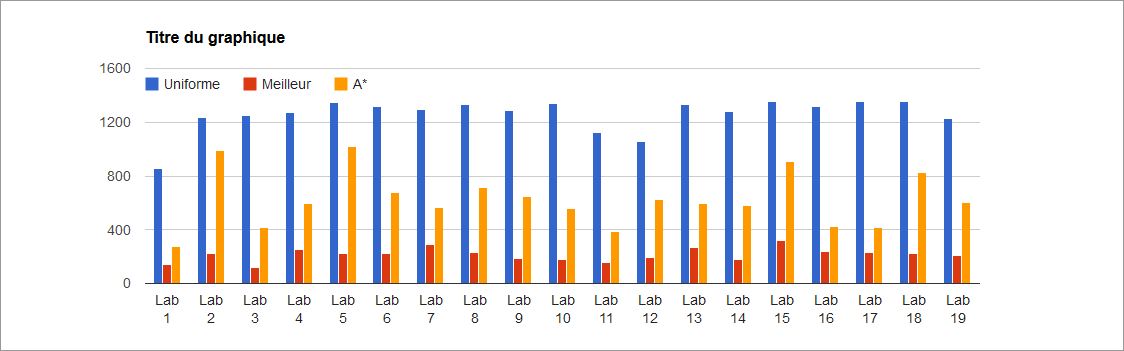 Titre du graphique
1600
Uniforme Meilleur A*
1200
800
400
0
Lab Lab Lab Lab Lab Lab Lab Lab Lab Lab Lab Lab Lab Lab Lab Lab Lab Lab Lab
1 2 3 4 5 6 7 8 9 10 11 12 13 14 15 16 17 18 19